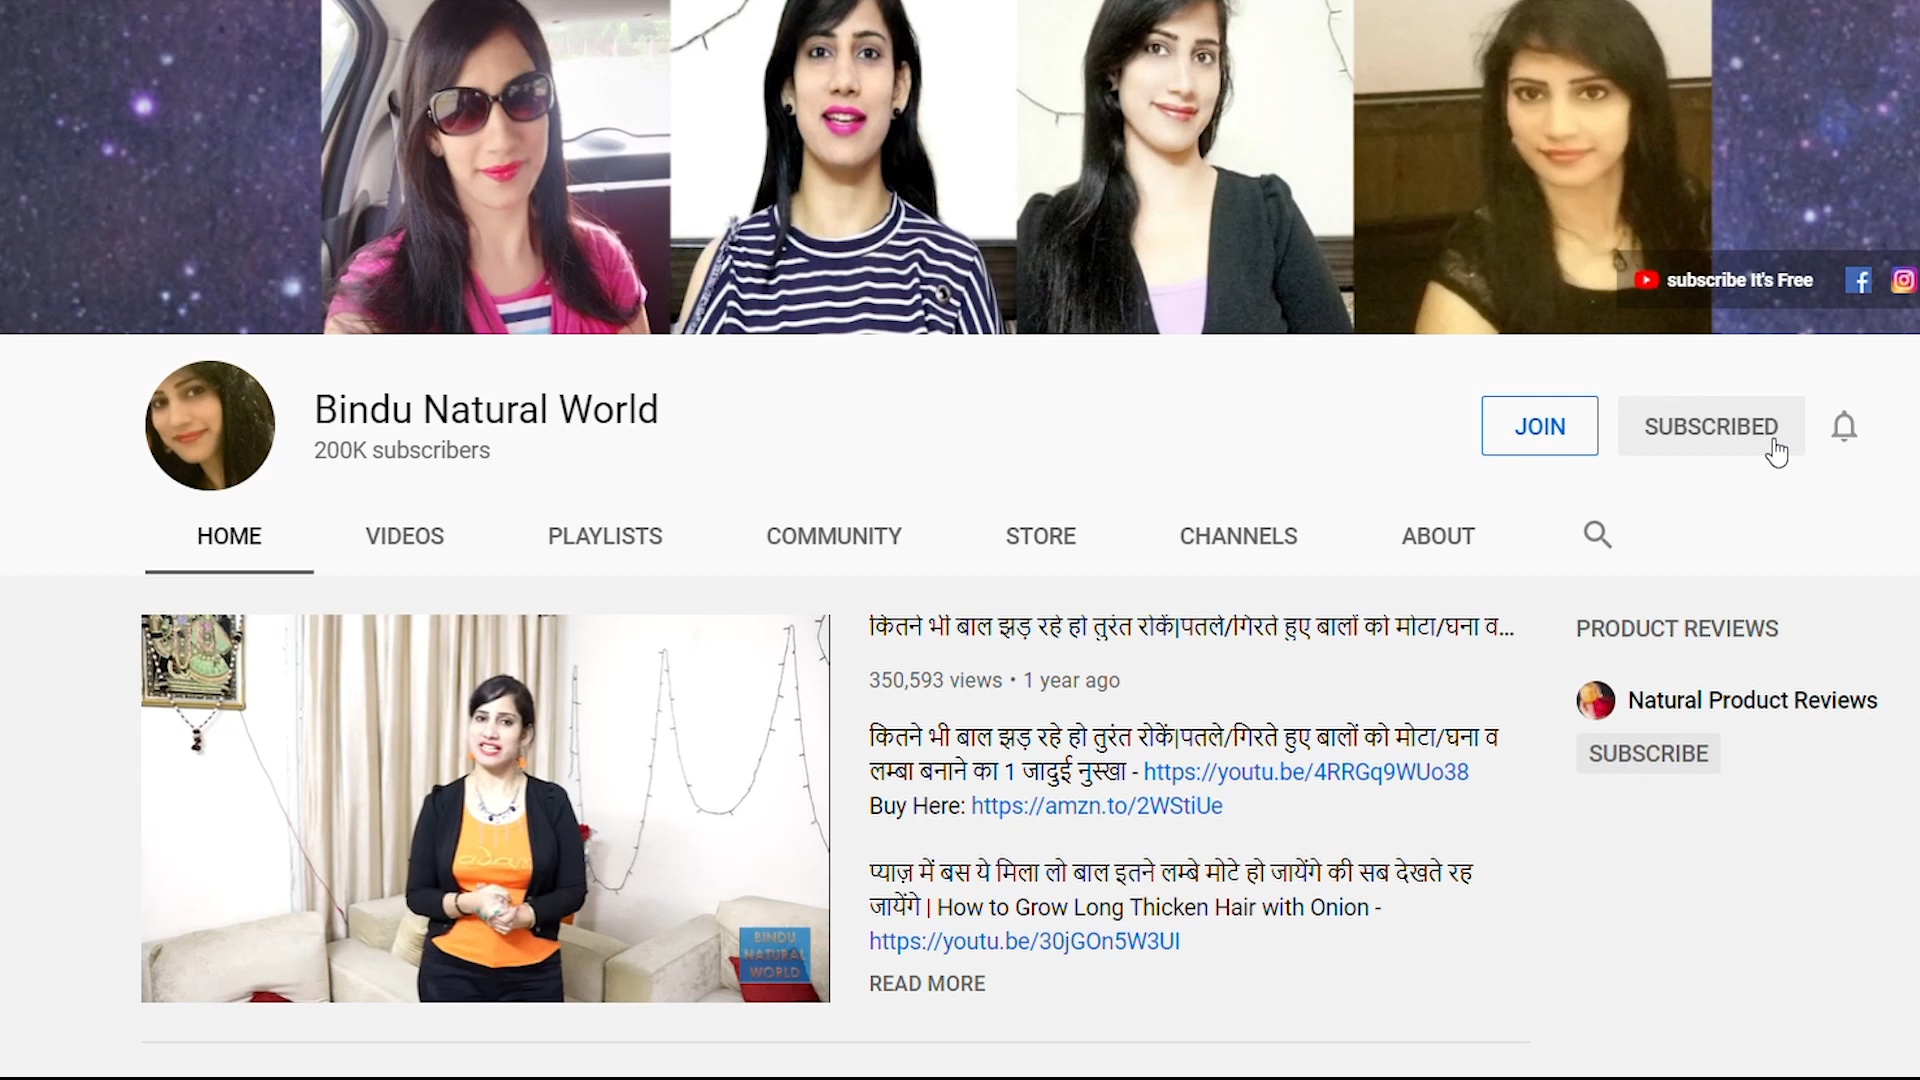 subscribe It's Free
Bindu Natural World
200K subscribers
JOIN
SUBSCRIBED
HOME
VIDEOS
PLAYLISTS
COMMUNITY
STORE
CHANNELS
ABOUT
कितने भी बाल झड़ रहे हो तुरंत रोकें|पतले/गिरते हुए बालों को मोटा/घना व...
350,593 views • 1 year ago
कितने भी बाल झड़ रहे हो तुरंत रोकें|पतले/गिरते हुए बालों को मोटा/घना व
लम्बा बनाने का 1 जादुई नुस्खा - https://youtu.be/4RRGq9WUo38
Buy Here: https://amzn.to/2WStiUe
प्याज़ में बस ये मिला लो बाल इतने लम्बे मोटे हो जायेंगे की सब देखते रह
जायेंगे | How to Grow Long Thicken Hair with Onion -
https://youtu.be/30jGOn5W3UI
READ MORE
BINDU
NATURAL
WORLD
PRODUCT REVIEWS
Natural Product Reviews
SUBSCRIBE